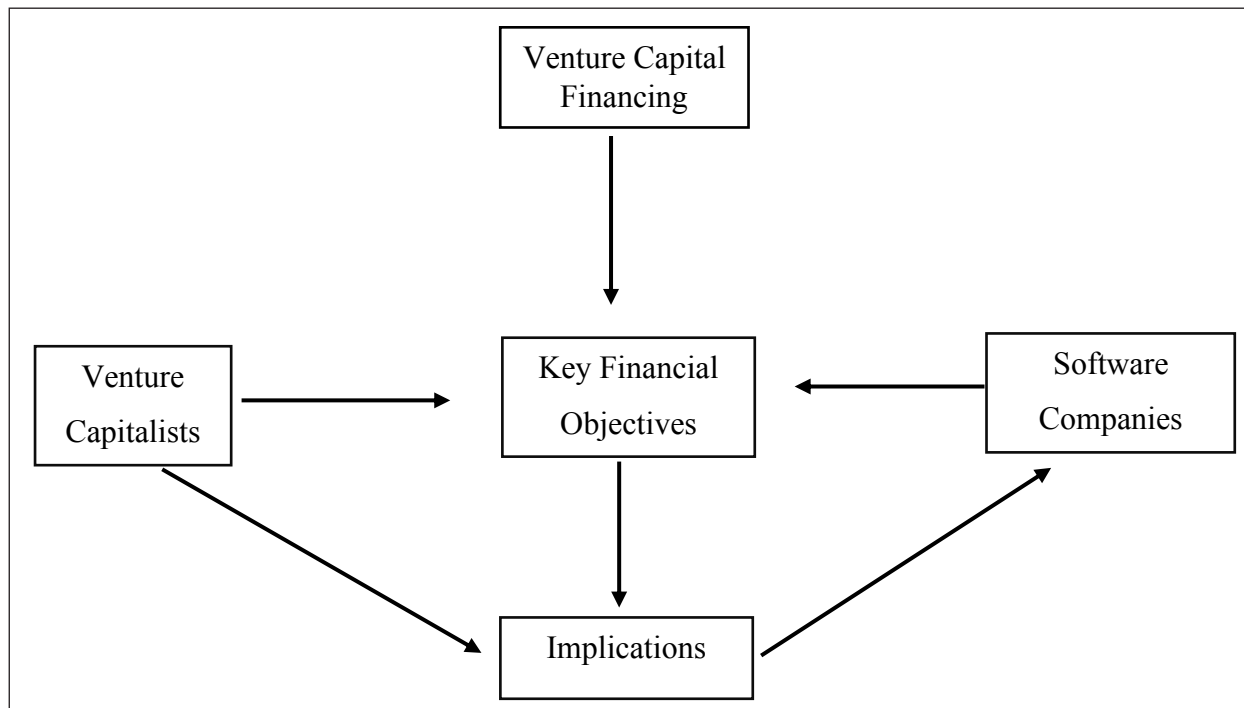 Venture Capital
Financing
Venture
Capitalists
Key Financial
Objectives
Software
Companies
Implications